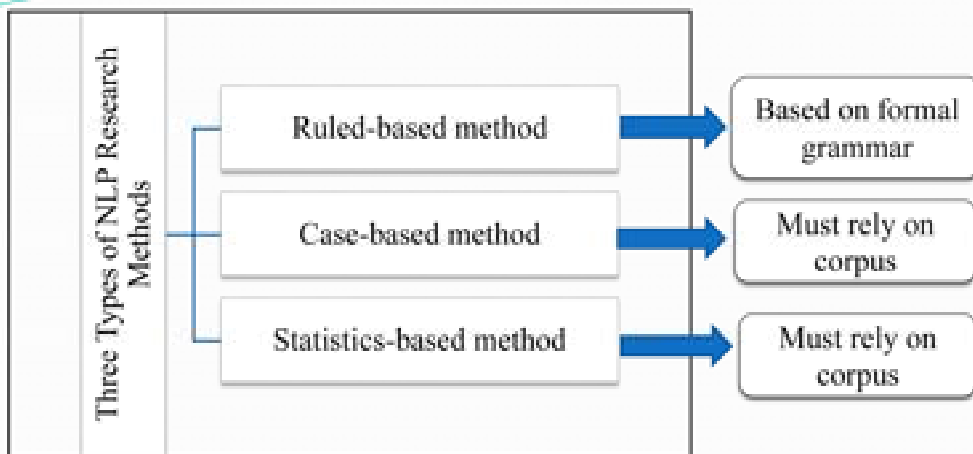 Three Types of NLP Research
Methods
Ruled-based method
Based on formal
grammar
Case-based method
Must rely on
corpus
Statistics-based method
Must rely on
corpus